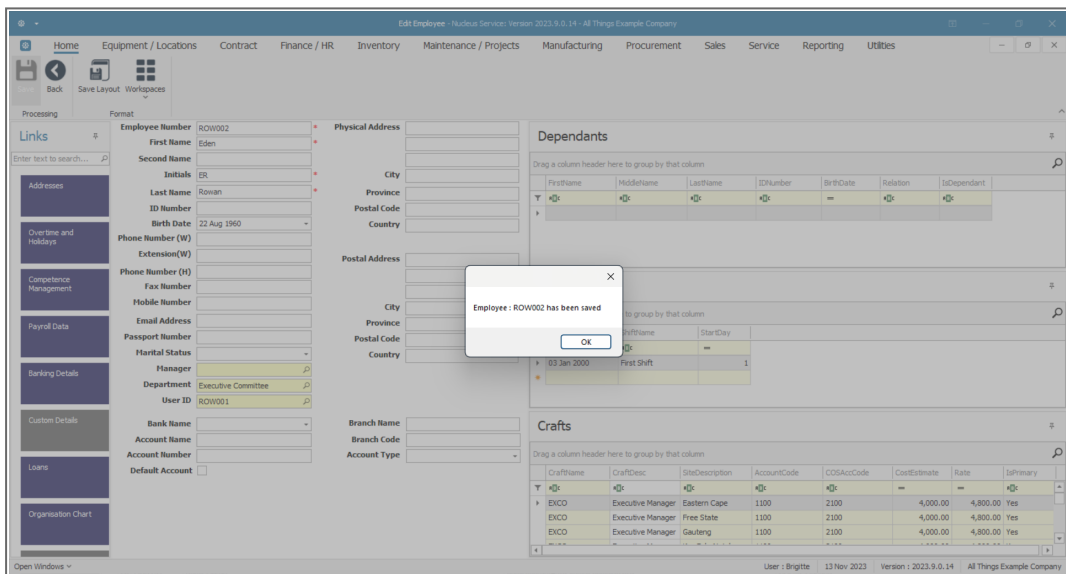 Edit Employee - Nucleus Service: Version 2023.9.0.14 - All Things Example Company
Home Equipment / Locations Contract Finance / HR Inventory Maintenance / Projects Manufacturing Procurement Sales Service Reporting Utilities
Save Back Save Layout Workspaces
Processing Format
Links
Enter text to search...
Addresses
Overtime and
Holidays
Competence
Management
Payroll Data
Banking Details
Custom Details
Loans
Organisation Chart
Employee Number ROW002 *
First Name Eden *
Second Name
Initials ER *
Last Name Rowan *
ID Number
Birth Date 22 Aug 1960
Phone Number (W)
Extension(W)
Phone Number (H)
Fax Number
Mobile Number
Email Address
Passport Number
Marital Status
Manager
Department Executive Committee
User ID ROW001
Bank Name
Account Name
Account Number
Default Account
Physical Address
City
Province
Postal Code
Country
Postal Address
City
Province
Postal Code
Country
Branch Name
Branch Code
Account Type
Employee : ROW002 has been saved
OK
Dependants
Drag a column header here to group by that column
FirstName MiddleName LastName IDNumber BirthDate Relation IsDependant
to group by that column
ShiftName StartDay
03 Jan 2000 First Shift 1
Crafts
Drag a column header here to group by that column
CraftName CraftDesc SiteDescription AccountCode COSAccCode CostEstimate Rate IsPrimary
EXCO Executive Manager Eastern Cape 1100 2100 4,000.00 4,800.00 Yes
EXCO Executive Manager Free State 1100 2100 4,000.00 4,800.00 Yes
EXCO Executive Manager Gauteng 1100 2100 4,000.00 4,800.00 Yes
Open Windows User : Brigitte 13 Nov 2023 Version : 2023.9.0.14 All Things Example Company